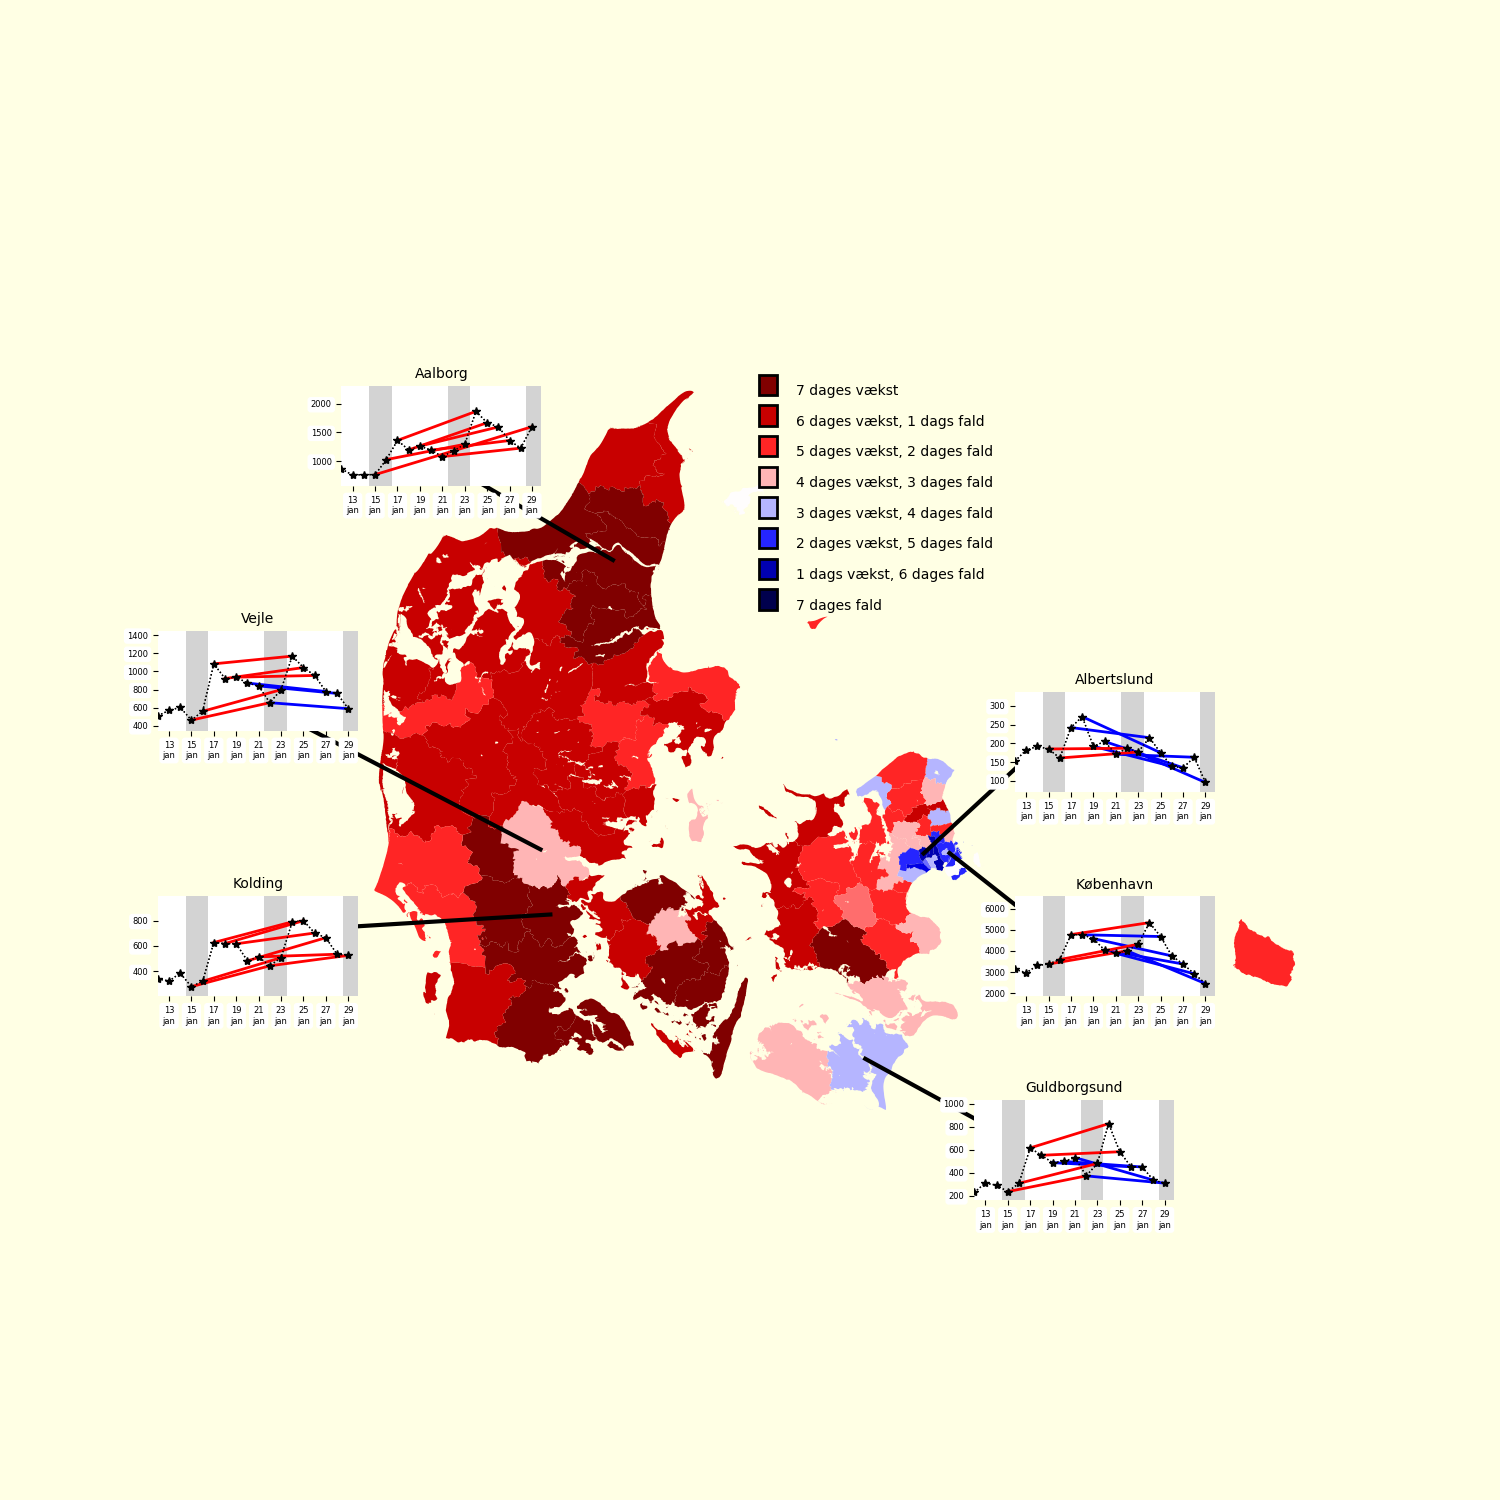 Aalborg
2000
1500
1000
13 15 17 19 21 23 25 27 29
jan jan jan jan jan jan jan jan jan
7 dages vækst
6 dages vækst, 1 dags fald
5 dages vækst, 2 dages fald
4 dages vækst, 3 dages fald
3 dages vækst, 4 dages fald
2 dages vækst, 5 dages fald
1 dags vækst, 6 dages fald
7 dages fald
Vejle
1400
1200
1000
800
600
400
13 15 17 19 21 23 25 27 29
jan jan jan jan jan jan jan jan jan
Albertslund
300
250
200
150
100
13 15 17 19 21 23 25 27 29
jan jan jan jan jan jan jan jan jan
Kolding
800
600
400
13 15 17 19 21 23 25 27 29
jan jan jan jan jan jan jan jan jan
København
6000
5000
4000
3000
2000
13 15 17 19 21 23 25 27 29
jan jan jan jan jan jan jan jan jan
Guldborgsund
1000
800
600
400
200
13 15 17 19 21 23 25 27 29
jan jan jan jan jan jan jan jan jan